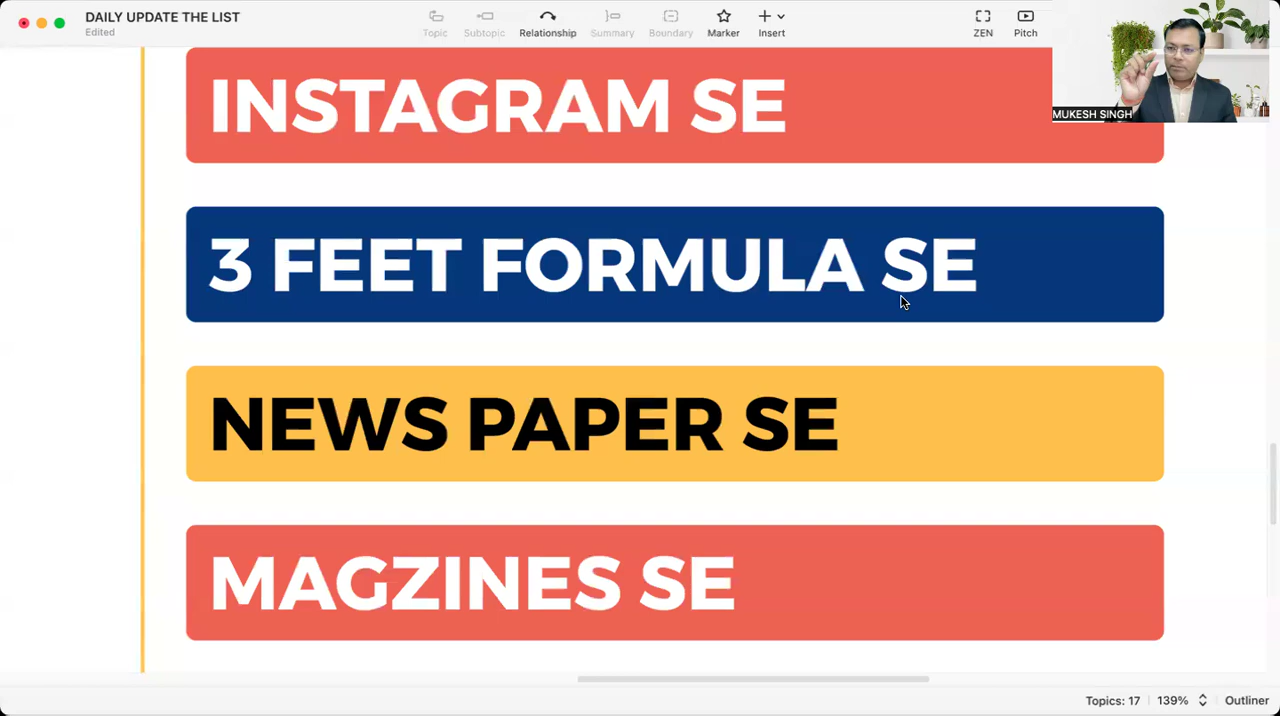 DAILY UPDATE THE LIST
Edited
Topic
Subtopic
Relationship
Summary
Boundary
Marker
Insert
ZEN
Pitch
MUKESH SINGH
INSTAGRAM SE
3 FEET FORMULA SE
NEWS PAPER SE
MAGZINES SE
Topics: 17
139%
Outliner